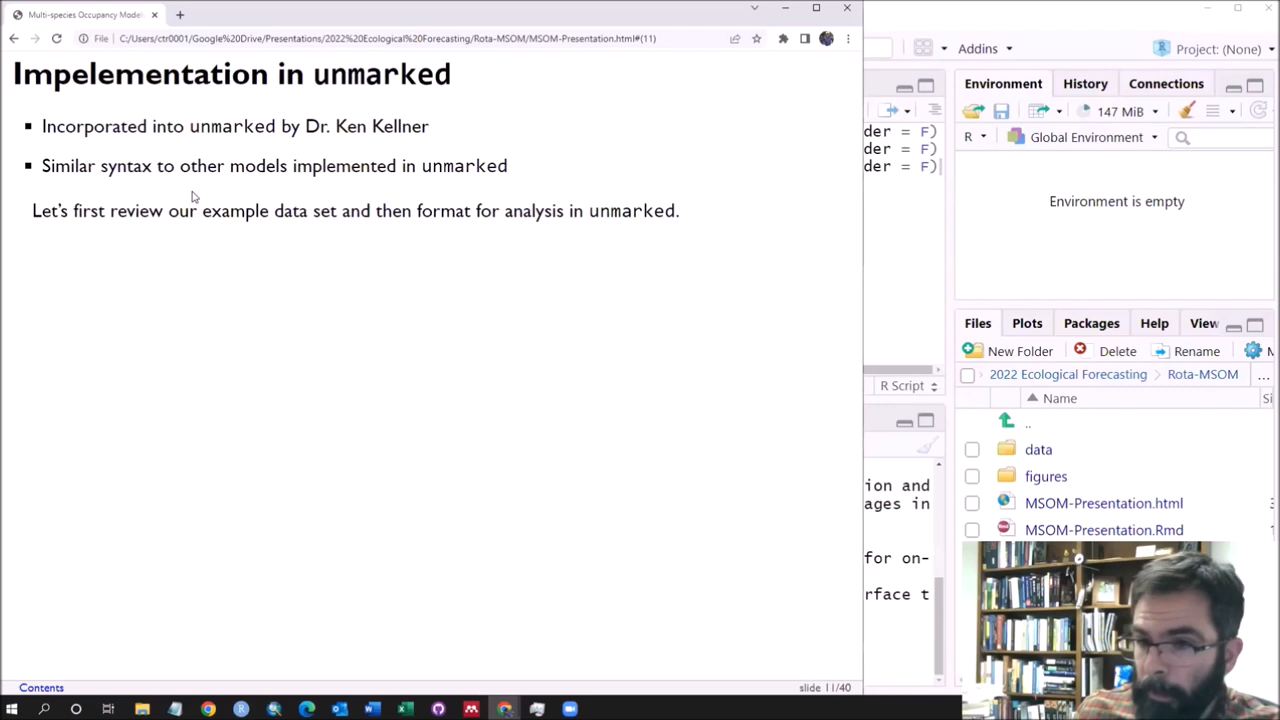 Multi-species Occupancy Model
File
C:/Users/ctr0001/Google%20Drive/Presentations/2022%20Ecological%20Forecasting/Rota-MSOM/MSOM-Presentation.html#(11)
Impelementation in unmarked
Incorporated into unmarked by Dr. Ken Kellner
Similar syntax to other models implemented in unmarked
Let's first review our example data set and then format for analysis in unmarked.
Contents
slide 11/40
Addins
Project: (None)
der = F)
der = F)
der = F)
R Script
ion and
ages in
for on-
rface t
Environment History Connections
147 MiB
R
Global Environment
Environment is empty
Files Plots Packages Help View
New Folder Delete Rename M
2022 Ecological Forecasting > Rota-MSOM ...
Name Si
..
data
figures
MSOM-Presentation.html 3
MSOM-Presentation.Rmd 1